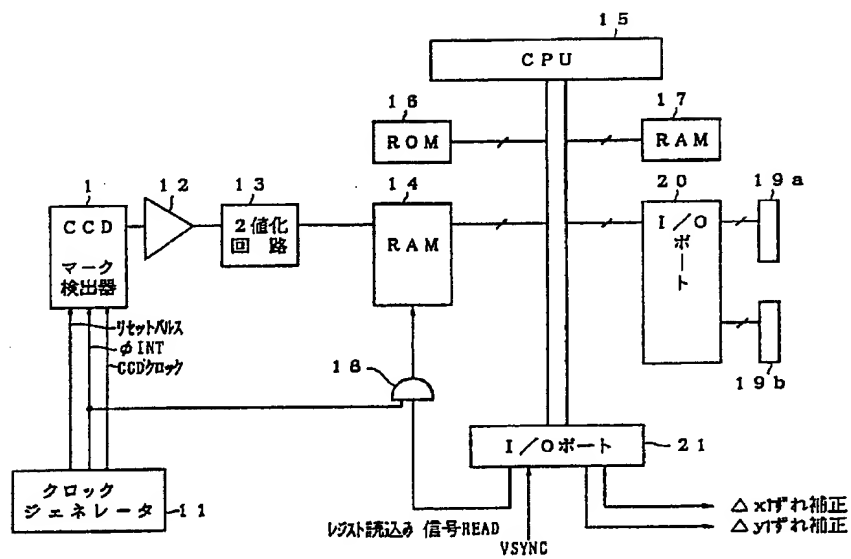 15
CPU
16
ROM
17
RAM
1
CCD
マーク
検出器
12
13
2値化
回路
14
RAM
20
I/O
ポート
19a
19b
リセットパルス
φINT
CCDクロック
18
I/Oポート
21
クロック
ジェネレータ
11
レジスト読込み信号READ
VSYNC
△x1ずれ補正
△y1ずれ補正